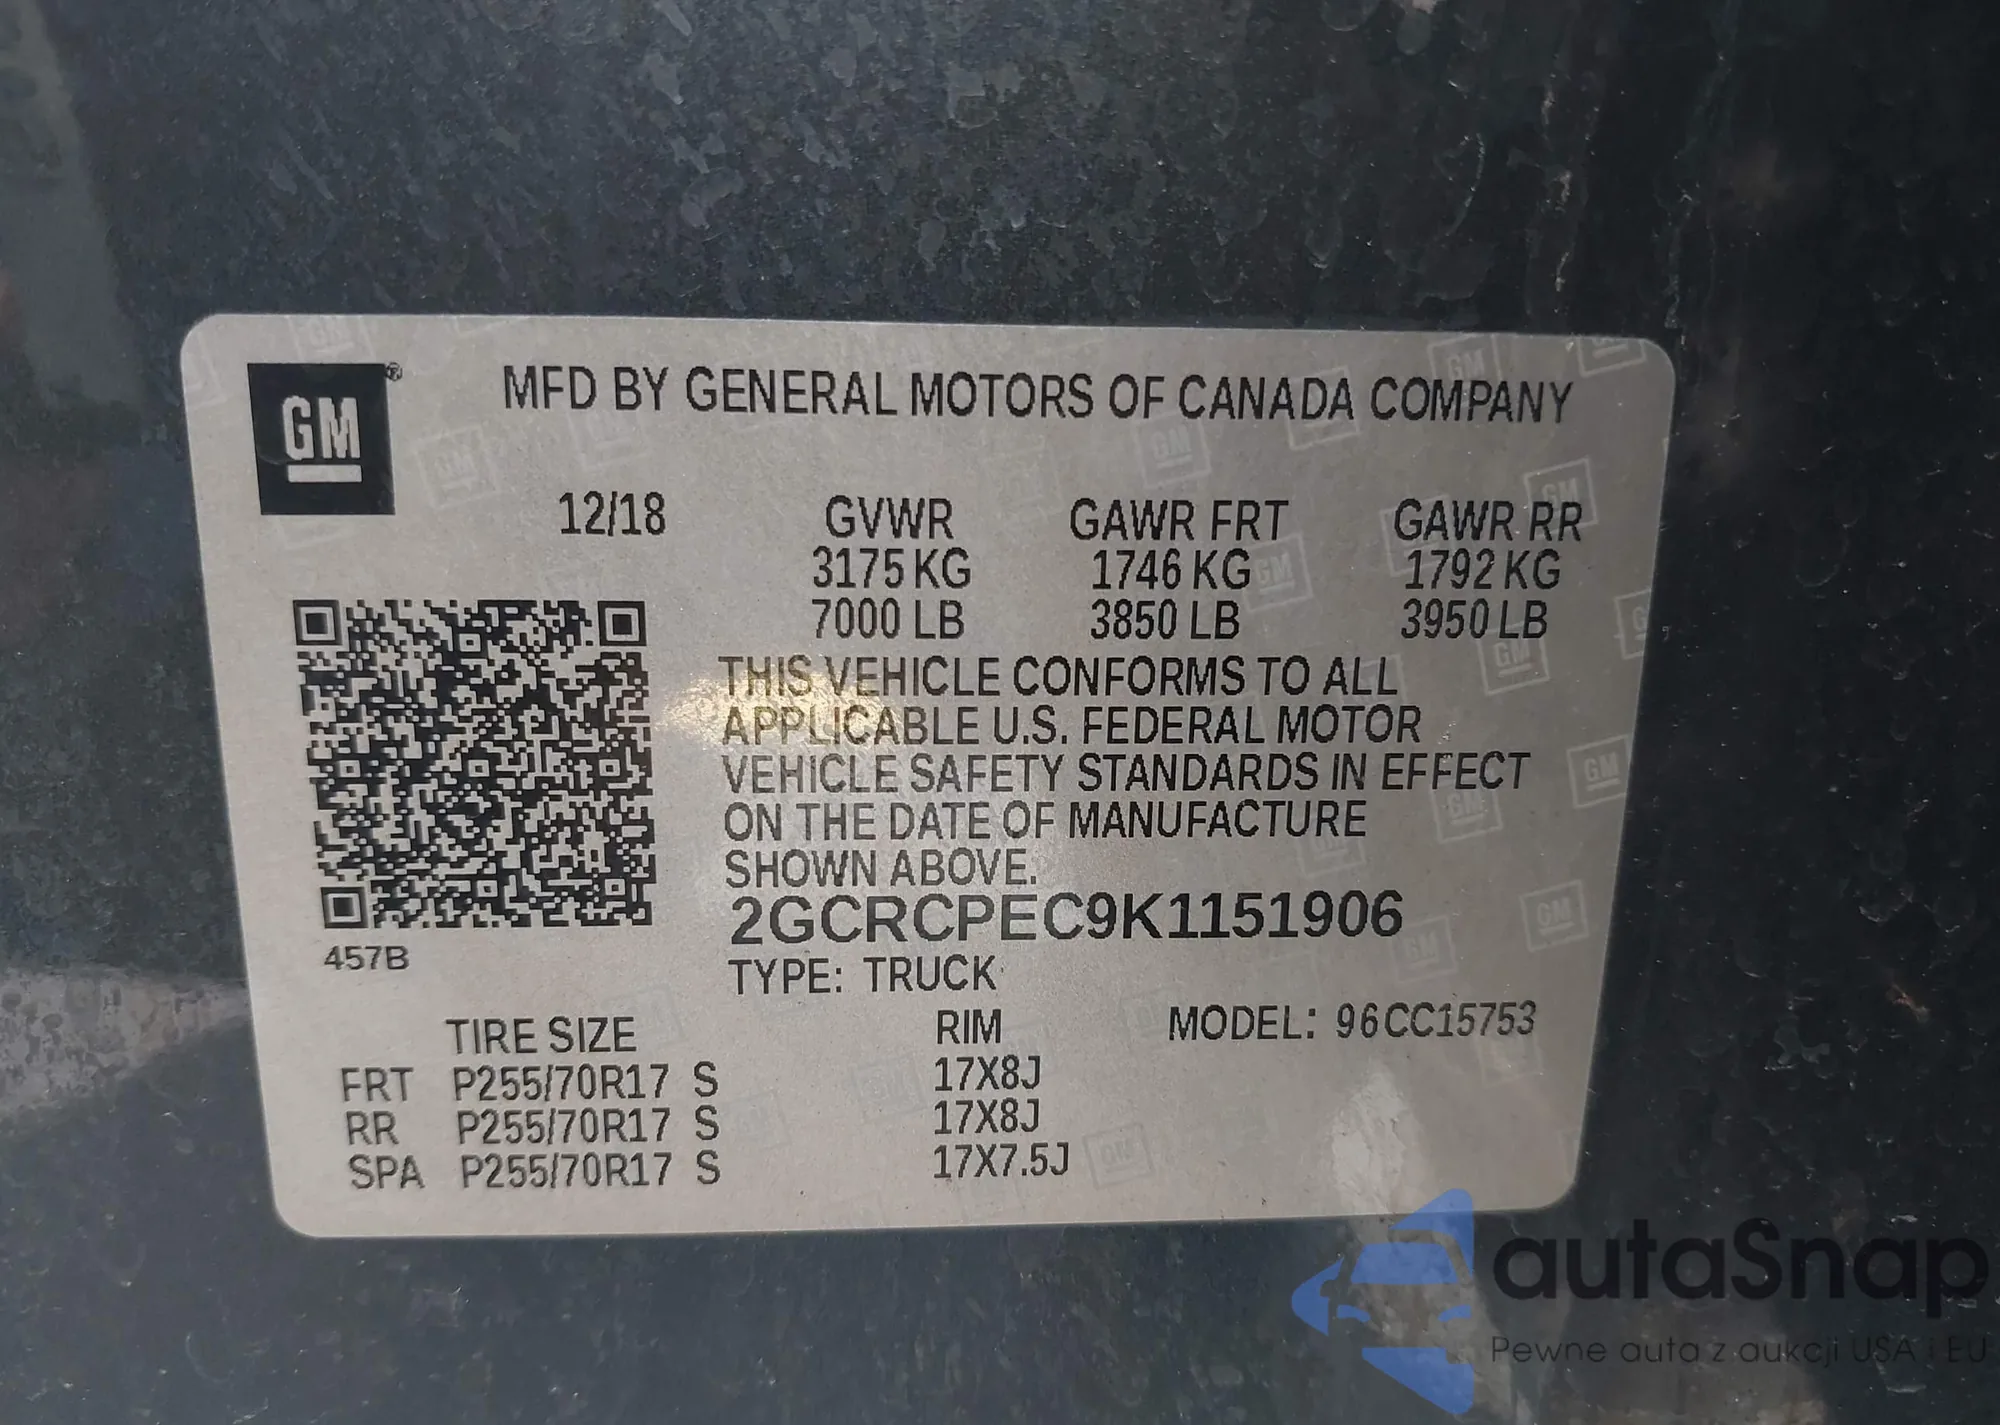 GM®
MFD BY GENERAL MOTORS OF CANADA COMPANY
12/18 GVWR GAWR FRT GAWR RR
3175 KG 1746 KG 1792 KG
7000 LB 3850 LB 3950 LB
THIS VEHICLE CONFORMS TO ALL
APPLICABLE U.S. FEDERAL MOTOR
VEHICLE SAFETY STANDARDS IN EFFECT
ON THE DATE OF MANUFACTURE
SHOWN ABOVE.
2GCRCPEC9K1151906
457B
TYPE: TRUCK
TIRE SIZE RIM MODEL: 96CC15753
FRT P255/70R17 S 17X8J
RR P255/70R17 S 17X8J
SPA P255/70R17 S 17X7.5J
autaSnap
Pewne auta z aukcji USA i EU